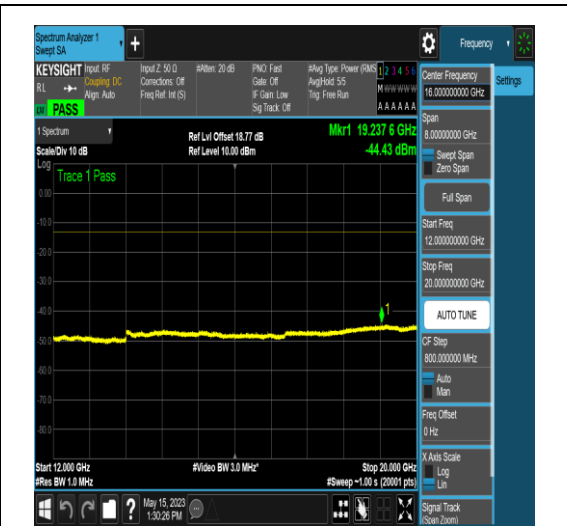 Spectrum Analyzer 1
Swept SA
+
Frequency
KEYSIGHT Input: RF Input Z: 50 Ω #Atten: 20 dB PNO: Fast #Avg Type: Power (RMS 1 2 3 4 5 6
RL Coupling: DC Corrections: Off Gate: Off Avg|Hold: 5/5 M W W W W W
Align: Auto Freq Ref: Int (S) IF Gain: Low Trig: Free Run
Sig Track: Off A A A A A A
PASS
Center Frequency
16.000000000 GHz
Settings
Span
8.00000000 GHz
Swept Span
Zero Span
Full Span
Start Freq
12.000000000 GHz
Stop Freq
20.000000000 GHz
AUTO TUNE
CF Step
800.000000 MHz
Auto
Man
Freq Offset
0 Hz
X Axis Scale
Log
Lin
Signal Track
(Span Zoom)
1 Spectrum
Ref Lvl Offset 18.77 dB
Mkr1 19.237 6 GHz
Scale/Div 10 dB
Ref Level 10.00 dBm
-44.43 dBm
Log
Trace 1 Pass
0.00
-10.0
-20.0
-30.0
-40.0
1
-50.0
-60.0
-70.0
-80.0
Start 12.000 GHz #Video BW 3.0 MHz* Stop 20.000 GHz
#Res BW 1.0 MHz #Sweep ~1.00 s (20001 pts)
? May 15, 2023
1:30:26 PM